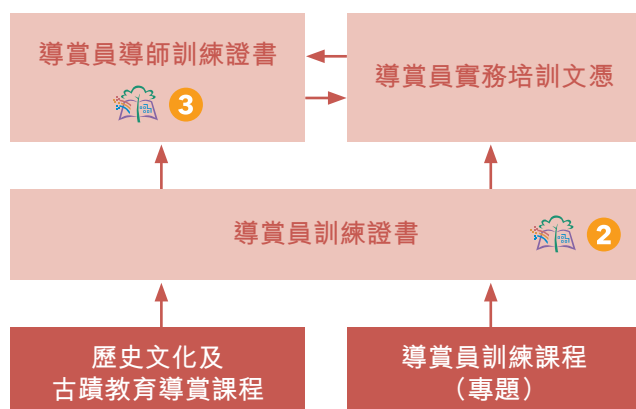 導賞員導師訓練證書
3
導賞員實務培訓文憑
導賞員訓練證書
2
歷史文化及
古蹟教育導賞課程
導賞員訓練課程
（專題）